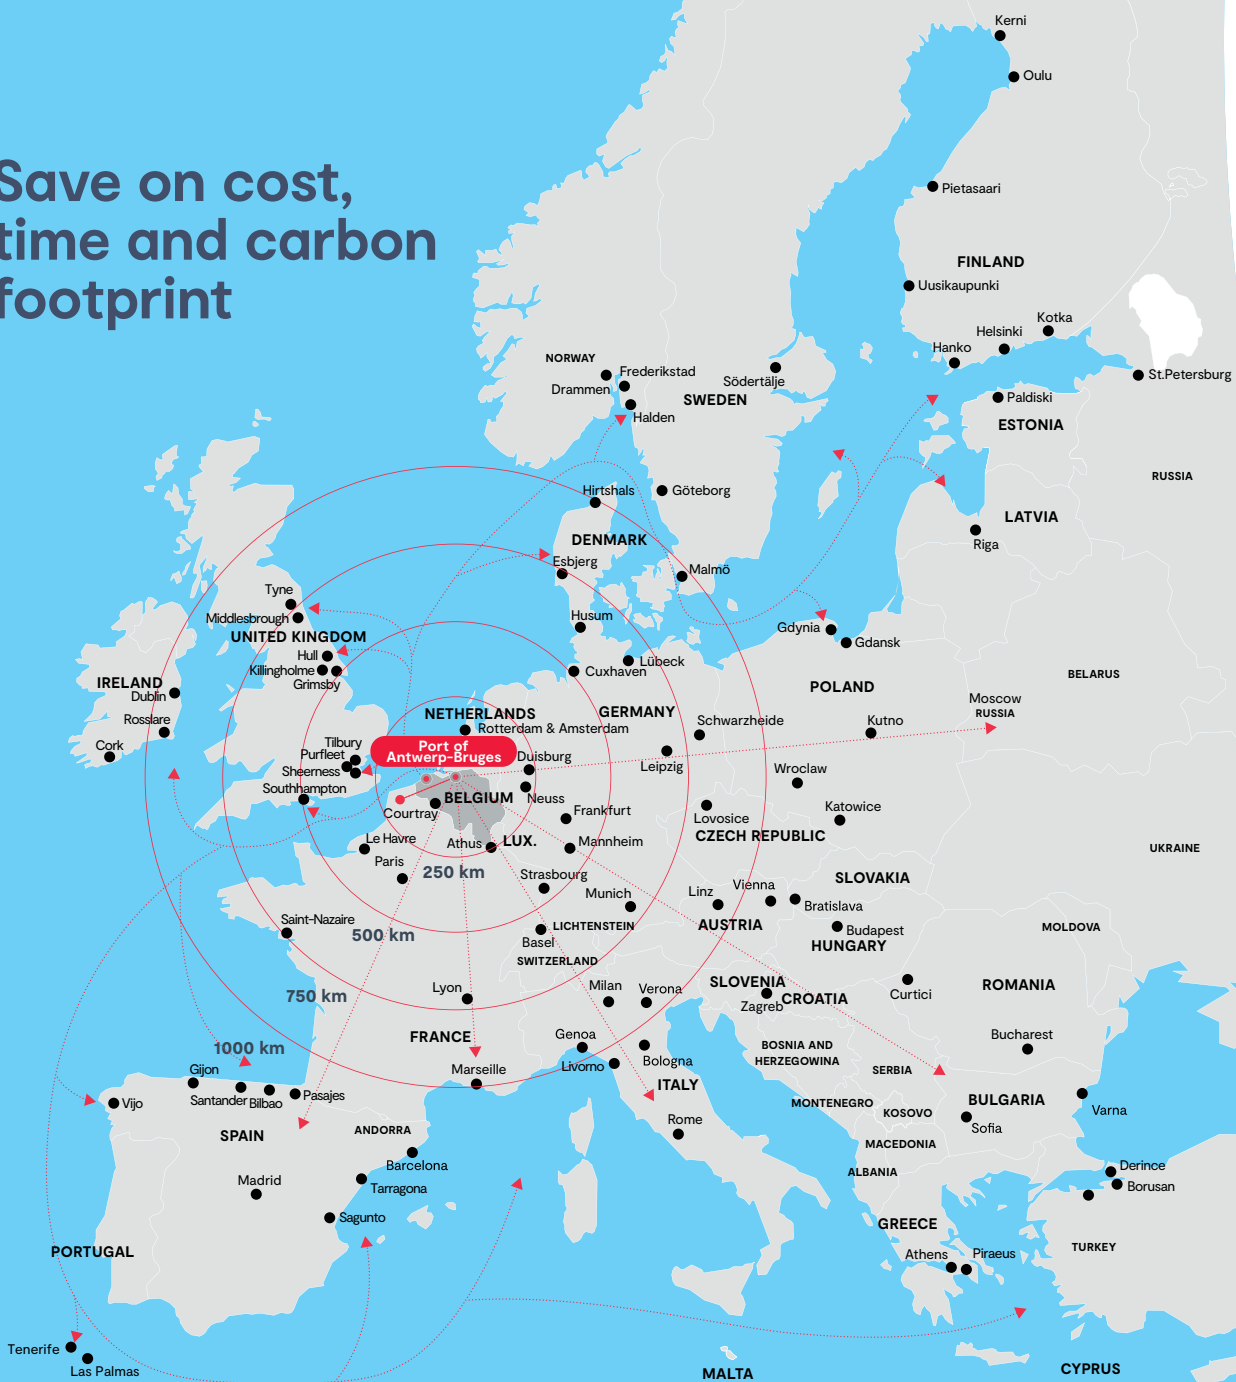 Save on cost,
time and carbon
footprint
Kerni
Oulu
Pietasaari
FINLAND
Uusikaupunki
Kotka
Helsinki
Hanko
St.Petersburg
NORWAY
Frederikstad
Drammen
Halden
Södertälje
SWEDEN
Paldiski
ESTONIA
RUSSIA
Hirtshals
Göteborg
LATVIA
Riga
DENMARK
Esbjerg
Malmö
Tyne
Middlesbrough
UNITED KINGDOM
Husum
Gdynia
Gdansk
Hull
Killingholme
Grimsby
Lübeck
Cuxhaven
IRELAND
Dublin
POLAND
BELARUS
Rosslare
NETHERLANDS
Rotterdam & Amsterdam
GERMANY
Schwarzheide
Kutno
Moscow
RUSSIA
Cork
Tilbury
Purfleet
Sheerness
Southhampton
Port of
Antwerp-Bruges
Duisburg
Leipzig
Wroclaw
BELGIUM
Neuss
Courtray
Frankfurt
Lovosice
Katowice
CZECH REPUBLIC
Le Havre
Athus
LUX.
Mannheim
UKRAINE
Paris
250 km
Strasbourg
Munich
Linz
Vienna
SLOVAKIA
Bratislava
Saint-Nazaire
500 km
LICHTENSTEIN
Basel
SWITZERLAND
AUSTRIA
Budapest
HUNGARY
MOLDOVA
750 km
Lyon
Milan
Verona
SLOVENIA
Zagreb
CROATIA
Curtici
ROMANIA
1000 km
FRANCE
Genoa
Livorno
Bologna
BOSNIA AND
HERZEGOWINA
Bucharest
SERBIA
Gijon
Santander
Bilbao
Pasajes
Marseille
ITALY
Vijo
MONTENEGRO
KOSOVO
BULGARIA
Varna
SPAIN
ANDORRA
Rome
Sofia
MACEDONIA
Barcelona
ALBANIA
Derince
Madrid
Tarragona
Borusan
Sagunto
GREECE
PORTUGAL
Athens
Piraeus
TURKEY
Tenerife
Las Palmas
MALTA
CYPRUS